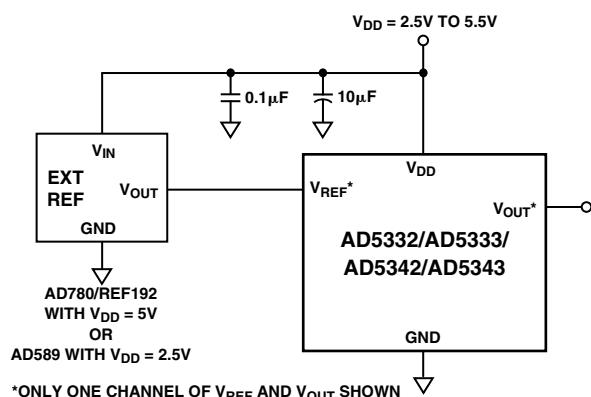 V_DD = 2.5V TO 5.5V
0.1μF
10μF
V_IN
EXT
REF
V_OUT
GND
V_DD
V_REF*
V_OUT*
AD5332/AD5333/
AD5342/AD5343
GND
AD780/REF192
WITH V_DD = 5V
OR
AD589 WITH V_DD = 2.5V
*ONLY ONE CHANNEL OF V_REF AND V_OUT SHOWN